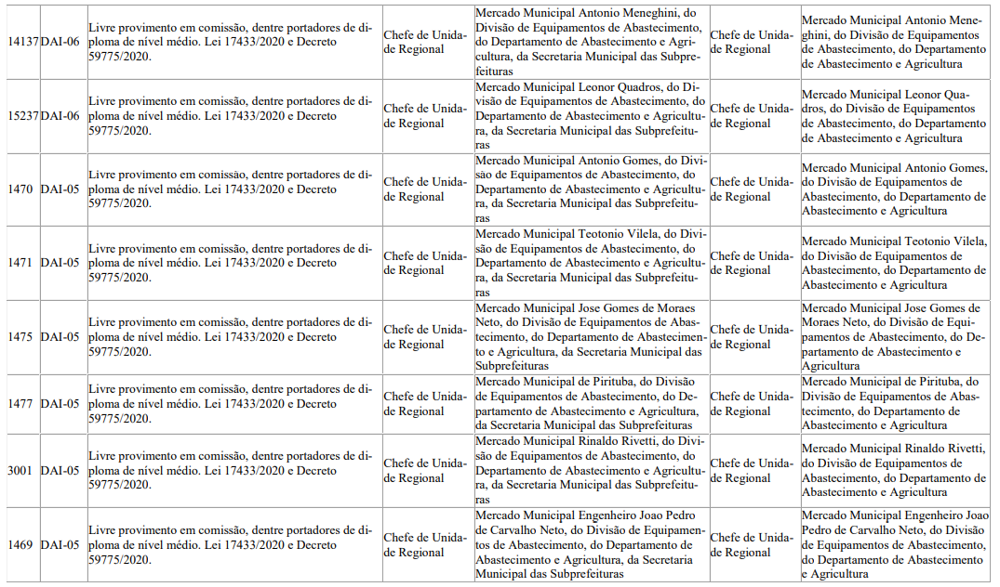 14137
DAI-06
Livre provimento em comissão, dentre portadores de di-
ploma de nível médio. Lei 17433/2020 e Decreto
59775/2020.
Chefe de Unida-
de Regional
Mercado Municipal Antonio Meneghini, do
Divisão de Equipamentos de Abastecimento,
do Departamento de Abastecimento e Agri-
cultura, da Secretaria Municipal das Subpre-
feituras
Chefe de Unida-
de Regional
Mercado Municipal Antonio Mene-
ghini, do Divisão de Equipamentos
de Abastecimento, do Departamento
de Abastecimento e Agricultura
15237
DAI-06
Livre provimento em comissão, dentre portadores de di-
ploma de nível médio. Lei 17433/2020 e Decreto
59775/2020.
Chefe de Unida-
de Regional
Mercado Municipal Leonor Quadros, do Di-
visão de Equipamentos de Abastecimento, do
Departamento de Abastecimento e Agricultu-
ra, da Secretaria Municipal das Subprefeitu-
ras
Chefe de Unida-
de Regional
Mercado Municipal Leonor Qua-
dros, do Divisão de Equipamentos
de Abastecimento, do Departamento
de Abastecimento e Agricultura
1470
DAI-05
Livre provimento em comissão, dentre portadores de di-
ploma de nível médio. Lei 17433/2020 e Decreto
59775/2020.
Chefe de Unida-
de Regional
Mercado Municipal Antonio Gomes, do Divi-
são de Equipamentos de Abastecimento, do
Departamento de Abastecimento e Agricultu-
ra, da Secretaria Municipal das Subprefeitu-
ras
Chefe de Unida-
de Regional
Mercado Municipal Antonio Gomes,
do Divisão de Equipamentos de
Abastecimento, do Departamento de
Abastecimento e Agricultura
1471
DAI-05
Livre provimento em comissão, dentre portadores de di-
ploma de nível médio. Lei 17433/2020 e Decreto
59775/2020.
Chefe de Unida-
de Regional
Mercado Municipal Teotonio Vilela, do Divi-
são de Equipamentos de Abastecimento, do
Departamento de Abastecimento e Agricultu-
ra, da Secretaria Municipal das Subprefeitu-
ras
Chefe de Unida-
de Regional
Mercado Municipal Teotonio Vilela,
do Divisão de Equipamentos de
Abastecimento, do Departamento de
Abastecimento e Agricultura
1475
DAI-05
Livre provimento em comissão, dentre portadores de di-
ploma de nível médio. Lei 17433/2020 e Decreto
59775/2020.
Chefe de Unida-
de Regional
Mercado Municipal Jose Gomes de Moraes
Neto, do Divisão de Equipamentos de Abas-
tecimento, do Departamento de Abastecimen-
to e Agricultura, da Secretaria Municipal das
Subprefeituras
Chefe de Unida-
de Regional
Mercado Municipal Jose Gomes de
Moraes Neto, do Divisão de Equi-
pamentos de Abastecimento, do De-
partamento de Abastecimento e
Agricultura
1477
DAI-05
Livre provimento em comissão, dentre portadores de di-
ploma de nível médio. Lei 17433/2020 e Decreto
59775/2020.
Chefe de Unida-
de Regional
Mercado Municipal de Pirituba, do Divisão
de Equipamentos de Abastecimento, do De-
partamento de Abastecimento e Agricultura,
da Secretaria Municipal das Subprefeituras
Chefe de Unida-
de Regional
Mercado Municipal de Pirituba, do
Divisão de Equipamentos de Abas-
tecimento, do Departamento de
Abastecimento e Agricultura
3001
DAI-05
Livre provimento em comissão, dentre portadores de di-
ploma de nível médio. Lei 17433/2020 e Decreto
59775/2020.
Chefe de Unida-
de Regional
Mercado Municipal Rinaldo Rivetti, do Divi-
são de Equipamentos de Abastecimento, do
Departamento de Abastecimento e Agricultu-
ra, da Secretaria Municipal das Subprefeitu-
ras
Chefe de Unida-
de Regional
Mercado Municipal Rinaldo Rivetti,
do Divisão de Equipamentos de
Abastecimento, do Departamento de
Abastecimento e Agricultura
1469
DAI-05
Livre provimento em comissão, dentre portadores de di-
ploma de nível médio. Lei 17433/2020 e Decreto
59775/2020.
Chefe de Unida-
de Regional
Mercado Municipal Engenheiro Joao Pedro
de Carvalho Neto, do Divisão de Equipamen-
tos de Abastecimento, do Departamento de
Abastecimento e Agricultura, da Secretaria
Municipal das Subprefeituras
Chefe de Unida-
de Regional
Mercado Municipal Engenheiro Joao
Pedro de Carvalho Neto, do Divisão
de Equipamentos de Abastecimento,
do Departamento de Abastecimento
e Agricultura